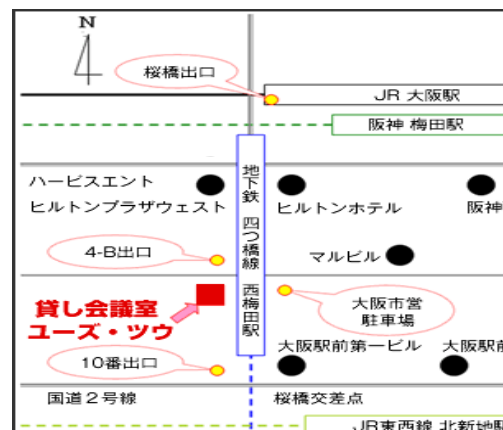 N
桜橋出口
JR 大阪駅
阪神 梅田駅
ハービスエント
ヒルトンプラザウェスト
地下鉄 四つ橋線 西梅田駅
ヒルトンホテル
阪神
4-B出口
マルビル
貸し会議室
ユーズ・ツウ
大阪市営
駐車場
10番出口
大阪駅前第一ビル
大阪駅前
国道2号線
桜橋交差点
JR東西線 北新地駅